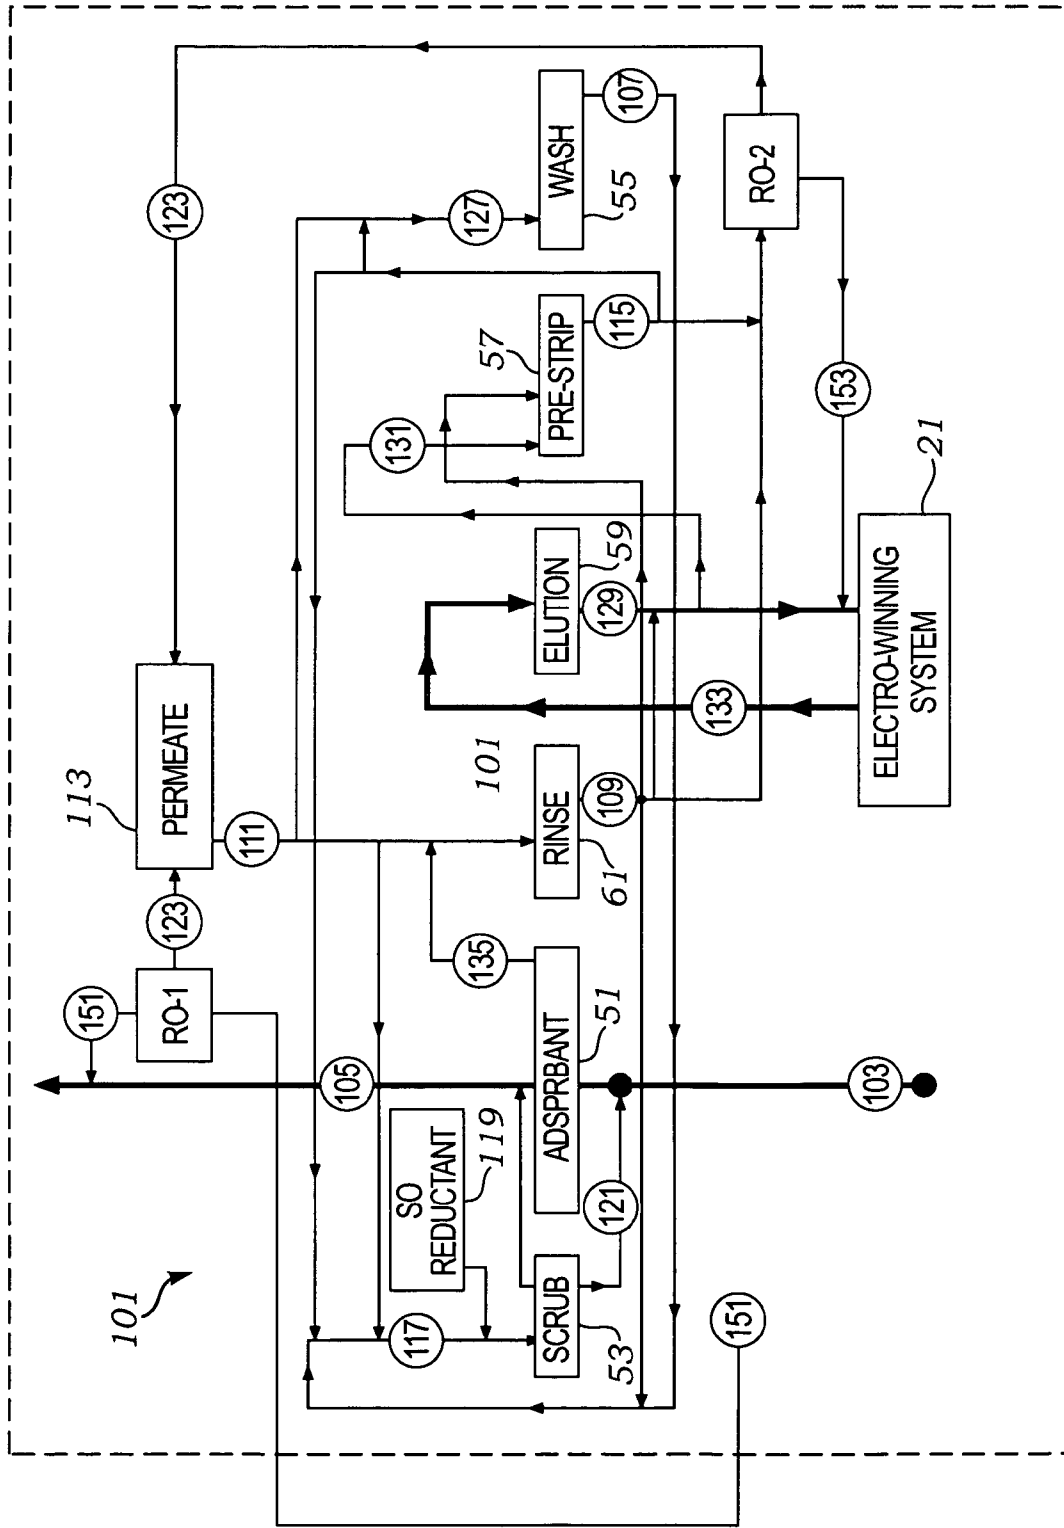 101
113
151
RO-1
123
PERMEATE
123
111
105
131
117
SO
REDUCTANT
119
135
127
101
57
SCRUB
ADSPRBANT
RINSE
ELUTION
PRE-STRIP
WASH
121
109
129
115
107
53
51
61
59
55
133
151
RO-2
153
103
ELECTRO-WINNING
SYSTEM
21